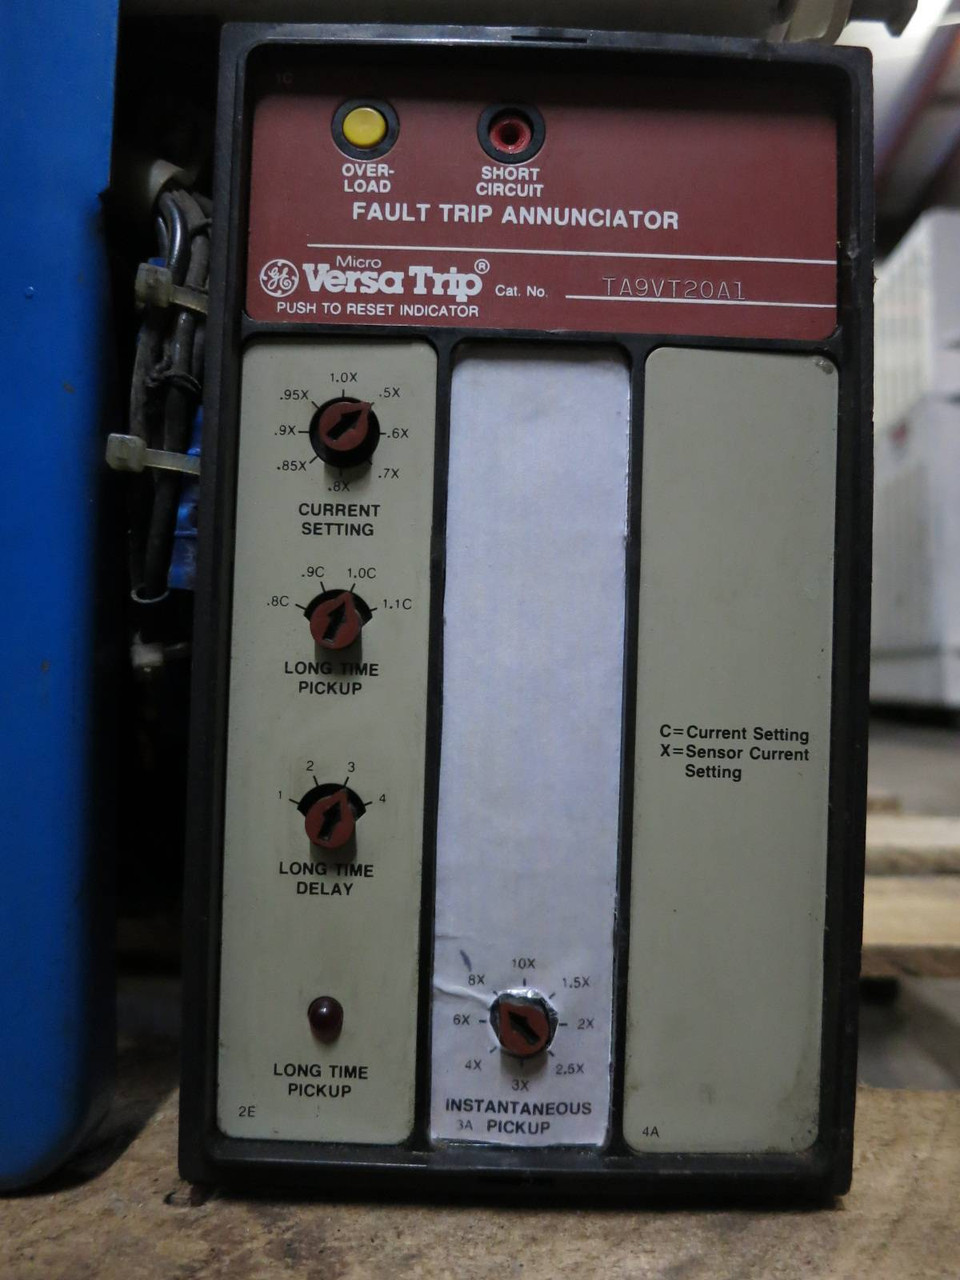 1C
OVER-
LOAD
SHORT
CIRCUIT
FAULT TRIP ANNUNCIATOR
GE Micro
Versa Trip®
Cat. No. TA9VT20A1
PUSH TO RESET INDICATOR
1.0X
.95X .5X
.9X .6X
.85X .7X
.8X
CURRENT
SETTING
.9C 1.0C
.8C 1.1C
LONG TIME
PICKUP
2 3
1 4
LONG TIME
DELAY
LONG TIME
PICKUP
2E
10X
8X 1.5X
6X 2X
4X 2.5X
3X
INSTANTANEOUS
3A PICKUP
C=Current Setting
X=Sensor Current
Setting
4A